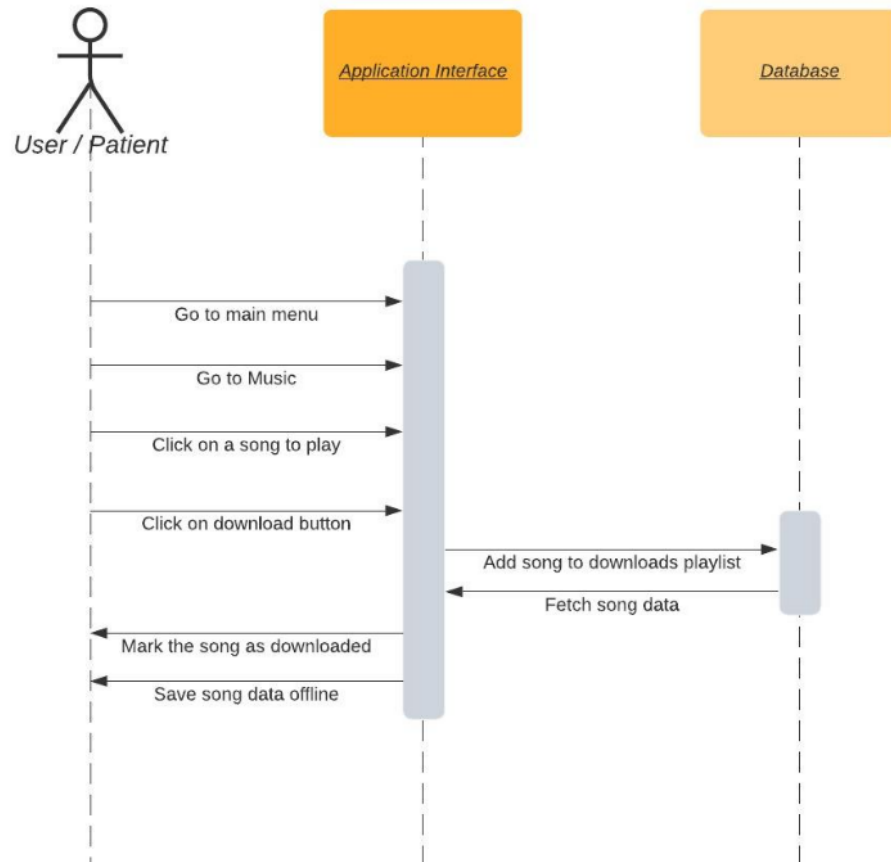 User / Patient
Application Interface
Database
Go to main menu
Go to Music
Click on a song to play
Click on download button
Add song to downloads playlist
Fetch song data
Mark the song as downloaded
Save song data offline